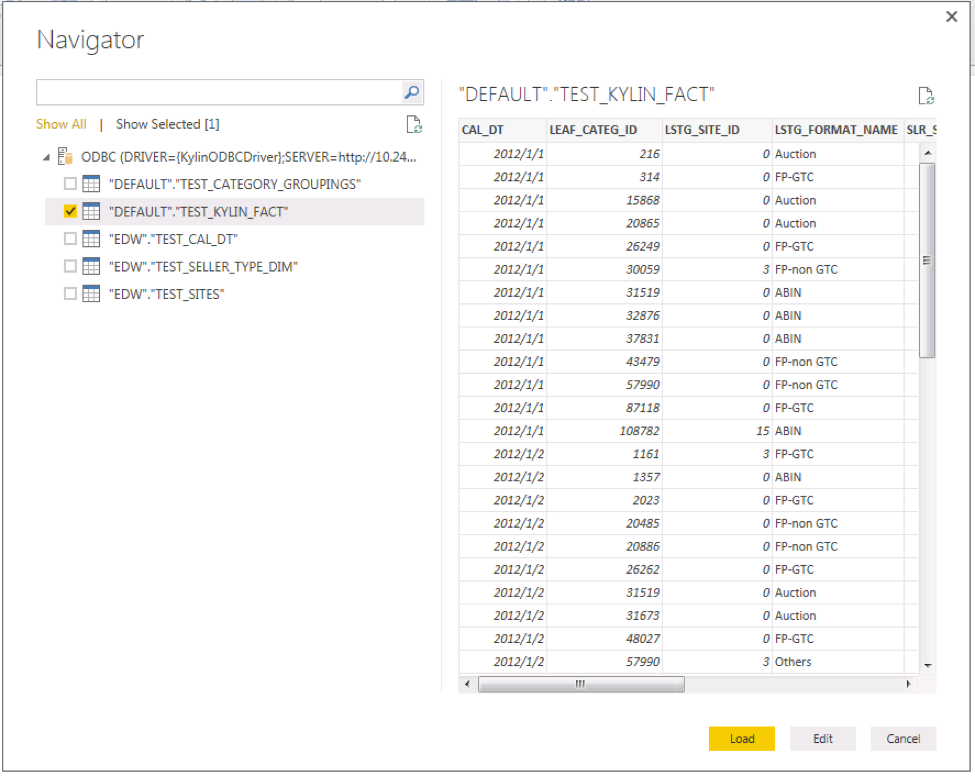 Navigator
Show All | Show Selected [1]
ODBC (DRIVER={KylinODBCDriver};SERVER=http://10.24...
"DEFAULT"."TEST_CATEGORY_GROUPINGS"
"DEFAULT"."TEST_KYLIN_FACT"
"EDW"."TEST_CAL_DT"
"EDW"."TEST_SELLER_TYPE_DIM"
"EDW"."TEST_SITES"
"DEFAULT"."TEST_KYLIN_FACT"
CAL_DT LEAF_CATEG_ID LSTG_SITE_ID LSTG_FORMAT_NAME SLR_S
2012/1/1 216 0 Auction
2012/1/1 314 0 FP-GTC
2012/1/1 15868 0 Auction
2012/1/1 20865 0 Auction
2012/1/1 26249 0 FP-GTC
2012/1/1 30059 3 FP-non GTC
2012/1/1 31519 0 ABIN
2012/1/1 32876 0 ABIN
2012/1/1 37831 0 ABIN
2012/1/1 43479 0 FP-non GTC
2012/1/1 57990 0 FP-non GTC
2012/1/1 87118 0 FP-GTC
2012/1/1 108782 15 ABIN
2012/1/2 1161 3 FP-GTC
2012/1/2 1357 0 ABIN
2012/1/2 2023 0 FP-GTC
2012/1/2 20485 0 FP-non GTC
2012/1/2 20886 0 FP-non GTC
2012/1/2 26262 0 FP-GTC
2012/1/2 31519 0 Auction
2012/1/2 31673 0 Auction
2012/1/2 48027 0 FP-GTC
2012/1/2 57990 3 Others
Load Edit Cancel